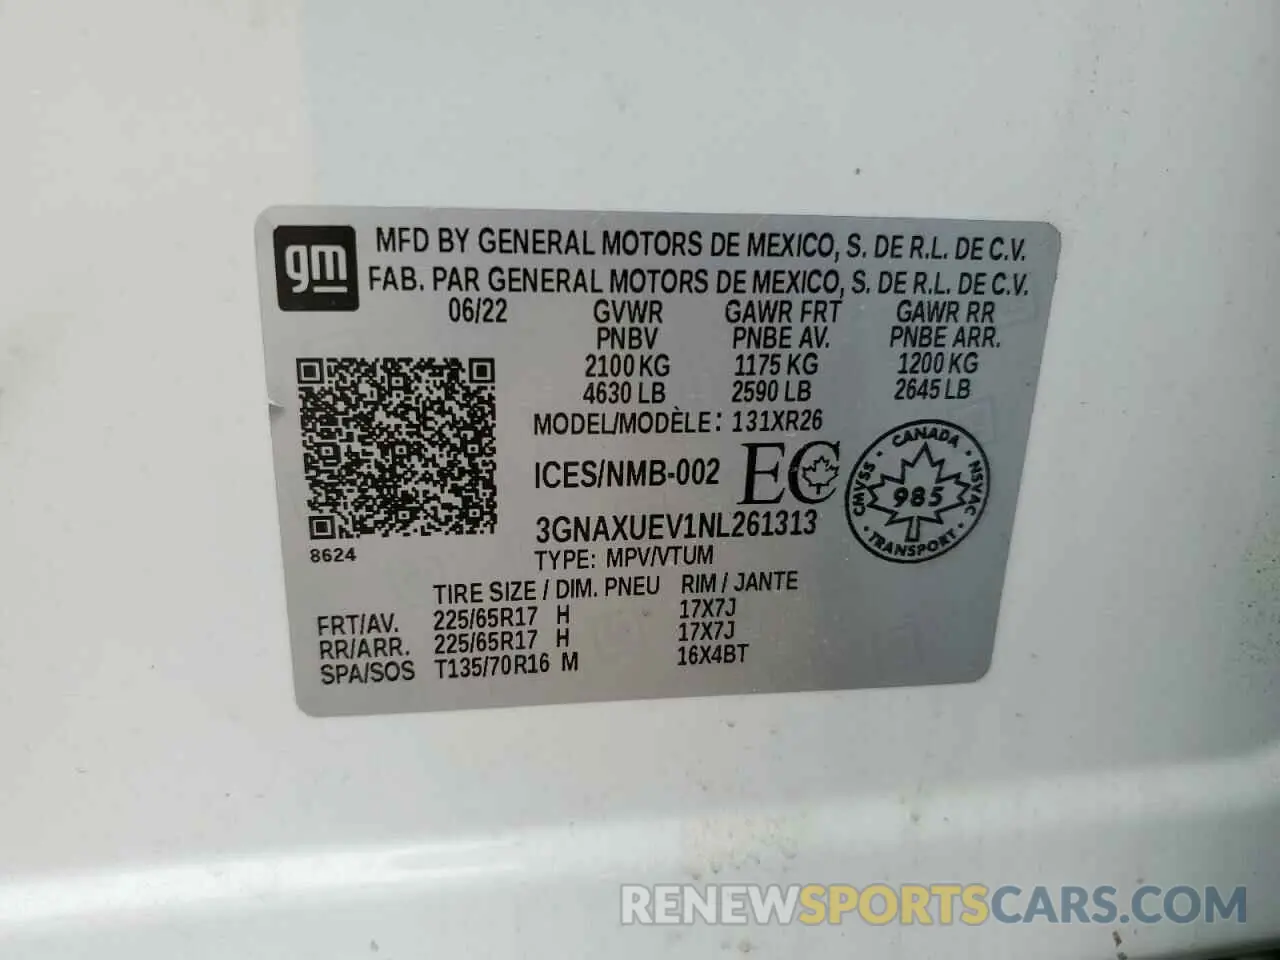 gm
MFD BY GENERAL MOTORS DE MEXICO, S. DE R.L. DE C.V.
FAB. PAR GENERAL MOTORS DE MEXICO, S. DE R.L. DE C.V.
06/22 GVWR GAWR FRT GAWR RR
PNBV PNBE AV. PNBE ARR.
2100 KG 1175 KG 1200 KG
4630 LB 2590 LB 2645 LB
MODEL/MODÈLE: 131XR26
ICES/NMB-002 EC
CANADA
CMVSS 985 NSVAC
TRANSPORT
3GNAXUEV1NL261313
8624
TYPE: MPV/VTUM
TIRE SIZE / DIM. PNEU RIM / JANTE
FRT/AV. 225/65R17 H 17X7J
RR/ARR. 225/65R17 H 17X7J
SPA/SOS T135/70R16 M 16X4BT
RENEWSPORTSCARS.COM